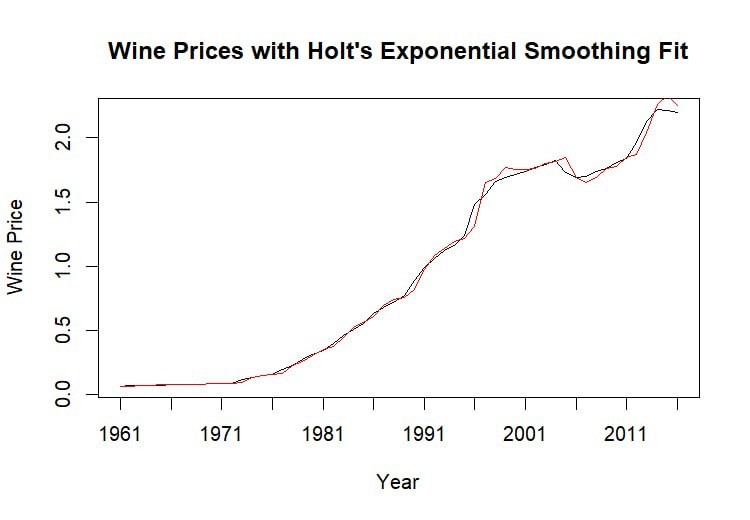 Wine Prices with Holt's Exponential Smoothing Fit
Wine Price
2.0
1.5
1.0
0.5
0.0
1961 1971 1981 1991 2001 2011
Year